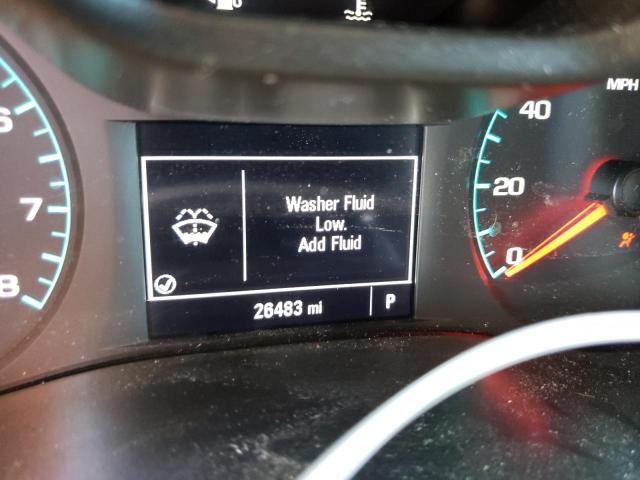 MPH
6
7
8
40
20
0
Washer Fluid
Low.
Add Fluid
26483 mi
P